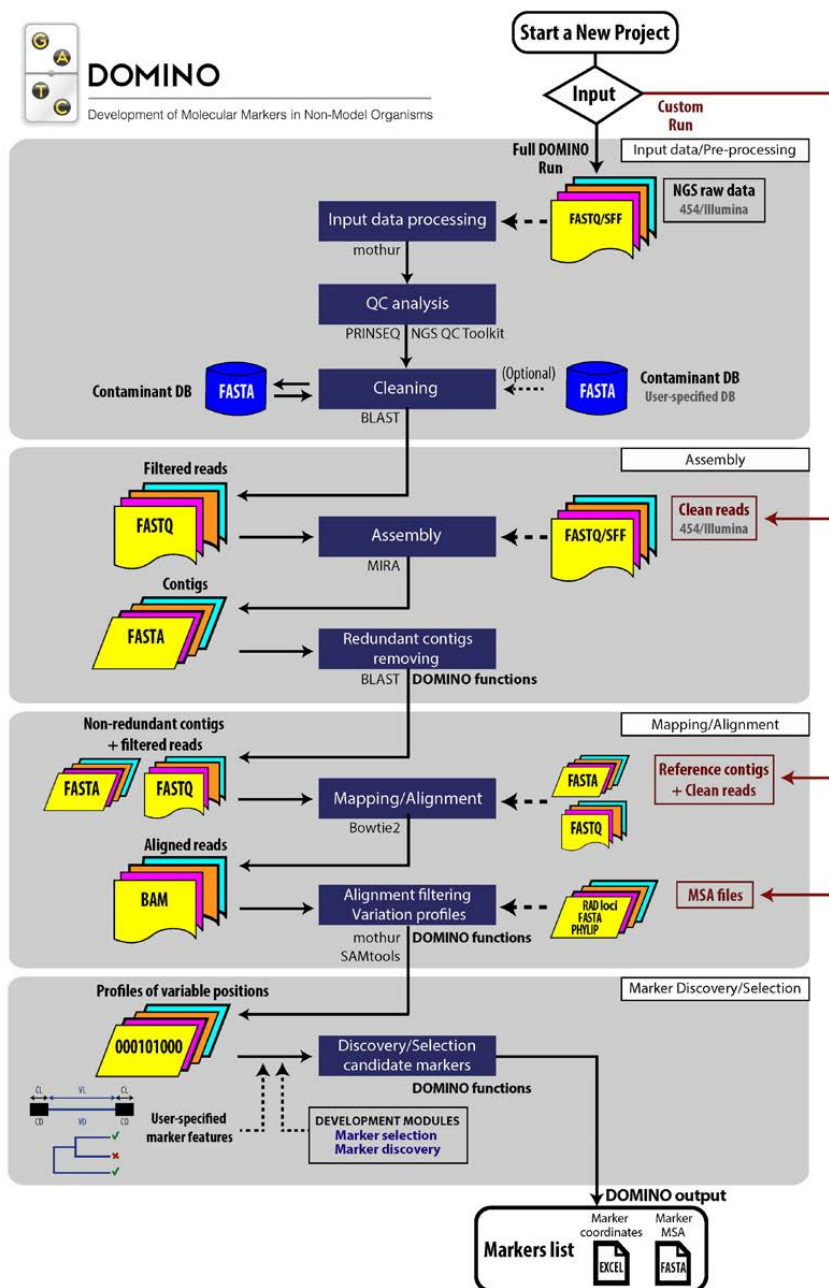 Start a New Project
G
A
T
C
DOMINO
Development of Molecular Markers in Non-Model Organisms
Input
Custom
Run
Full DOMINO
Run
Input data/Pre-processing
Input data processing
FASTQ/SFF
NGS raw data
454/Illumina
mothur
QC analysis
PRINSEQ
NGS QC Toolkit
Contaminant DB
FASTA
Cleaning
(Optional)
FASTA
Contaminant DB
User-specified DB
BLAST
Assembly
Filtered reads
FASTQ
Assembly
FASTQ/SFF
Clean reads
454/Illumina
MIRA
Contigs
FASTA
Redundant contigs
removing
BLAST
DOMINO functions
Mapping/Alignment
Non-redundant contigs
+ filtered reads
FASTA
FASTQ
Mapping/Alignment
FASTA
FASTQ
Reference contigs
+ Clean reads
Bowtie2
Aligned reads
BAM
Alignment filtering
Variation profiles
RAD loci
FASTA
PHYLIP
MSA files
mothur
SAMtools
DOMINO functions
Marker Discovery/Selection
Profiles of variable positions
000101000
Discovery/Selection
candidate markers
DOMINO functions
CL
VL
CL
CD
VD
CD
User-specified
marker features
DEVELOPMENT MODULES
Marker selection
Marker discovery
DOMINO output
Markers list
Marker
coordinates
EXCEL
Marker
MSA
FASTA